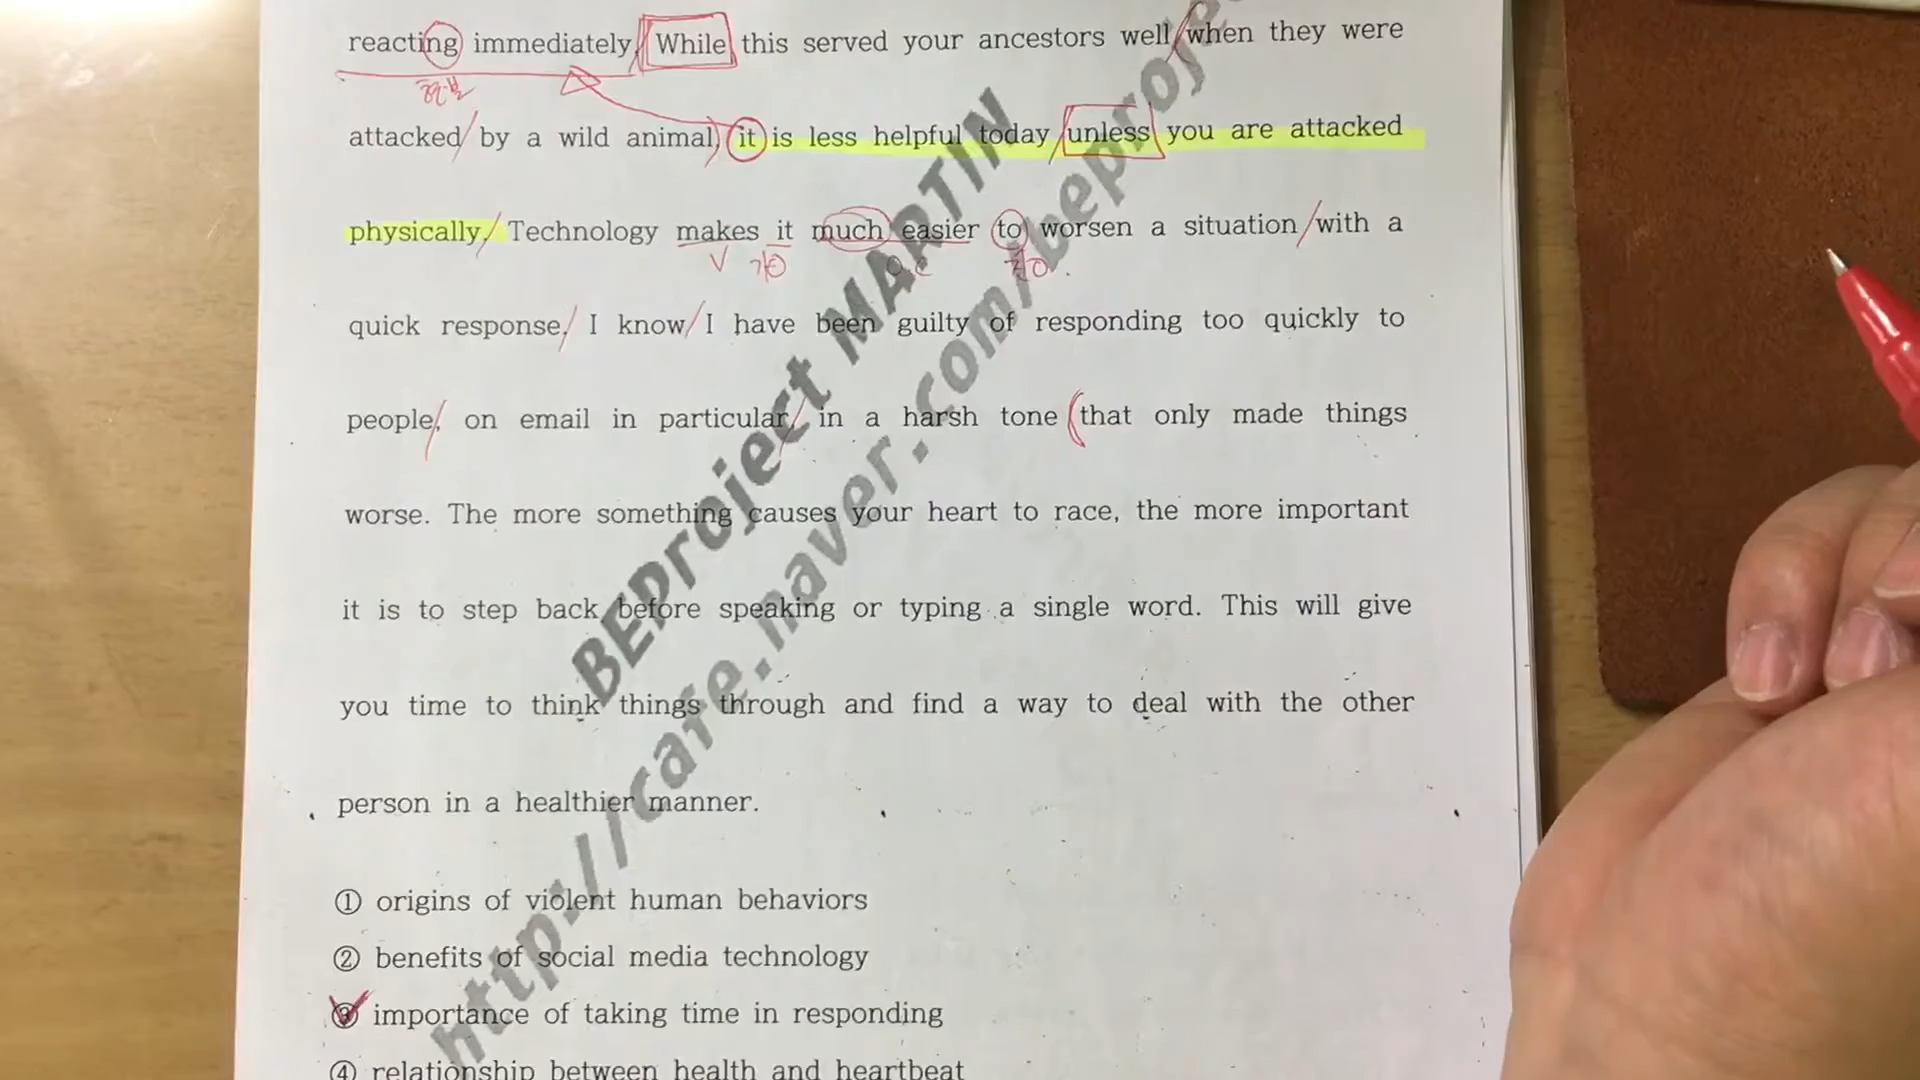 reacting immediately. While this served your ancestors well when they were
attacked by a wild animal, it is less helpful today unless you are attacked
physically. Technology makes it much easier to worsen a situation with a
V 가O O.C 진O
quick response. I know I have been guilty of responding too quickly to
people, on email in particular, in a harsh tone that only made things
worse. The more something causes your heart to race, the more important
it is to step back before speaking or typing a single word. This will give
you time to think things through and find a way to deal with the other
person in a healthier manner.
① origins of violent human behaviors
② benefits of social media technology
③ importance of taking time in responding
④ relationship between health and heartbeat
BEProject MARTIN
http://cafe.naver.com/beproje